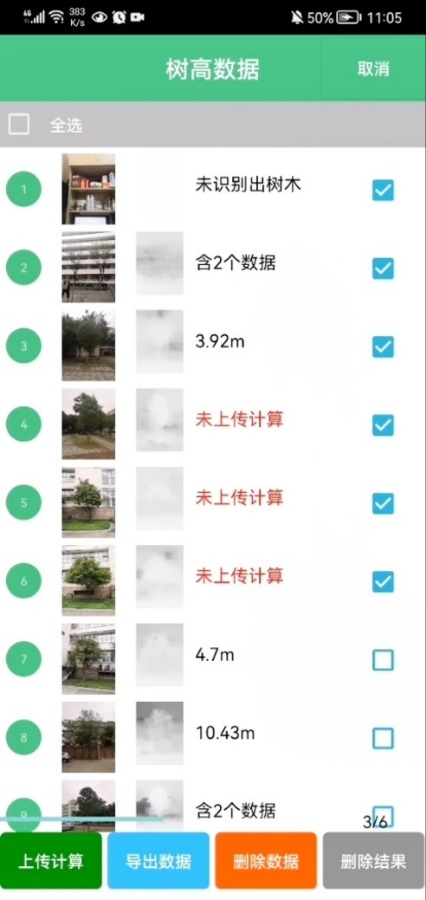 4G
383
K/s
50%
11:05
树高数据
取消
全选
1
未识别出树木
2
含2个数据
3
3.92m
4
未上传计算
5
未上传计算
6
未上传计算
7
4.7m
8
10.43m
9
含2个数据
3/6
上传计算
导出数据
删除数据
删除结果